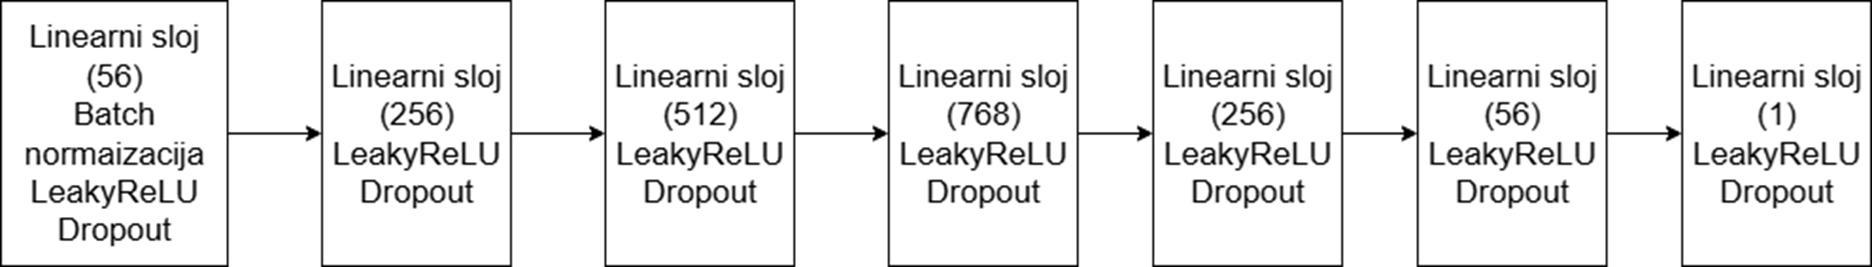 Linearni sloj
(56)
Batch
normaizacija
LeakyReLU
Dropout
Linearni sloj
(256)
LeakyReLU
Dropout
Linearni sloj
(512)
LeakyReLU
Dropout
Linearni sloj
(768)
LeakyReLU
Dropout
Linearni sloj
(256)
LeakyReLU
Dropout
Linearni sloj
(56)
LeakyReLU
Dropout
Linearni sloj
(1)
LeakyReLU
Dropout